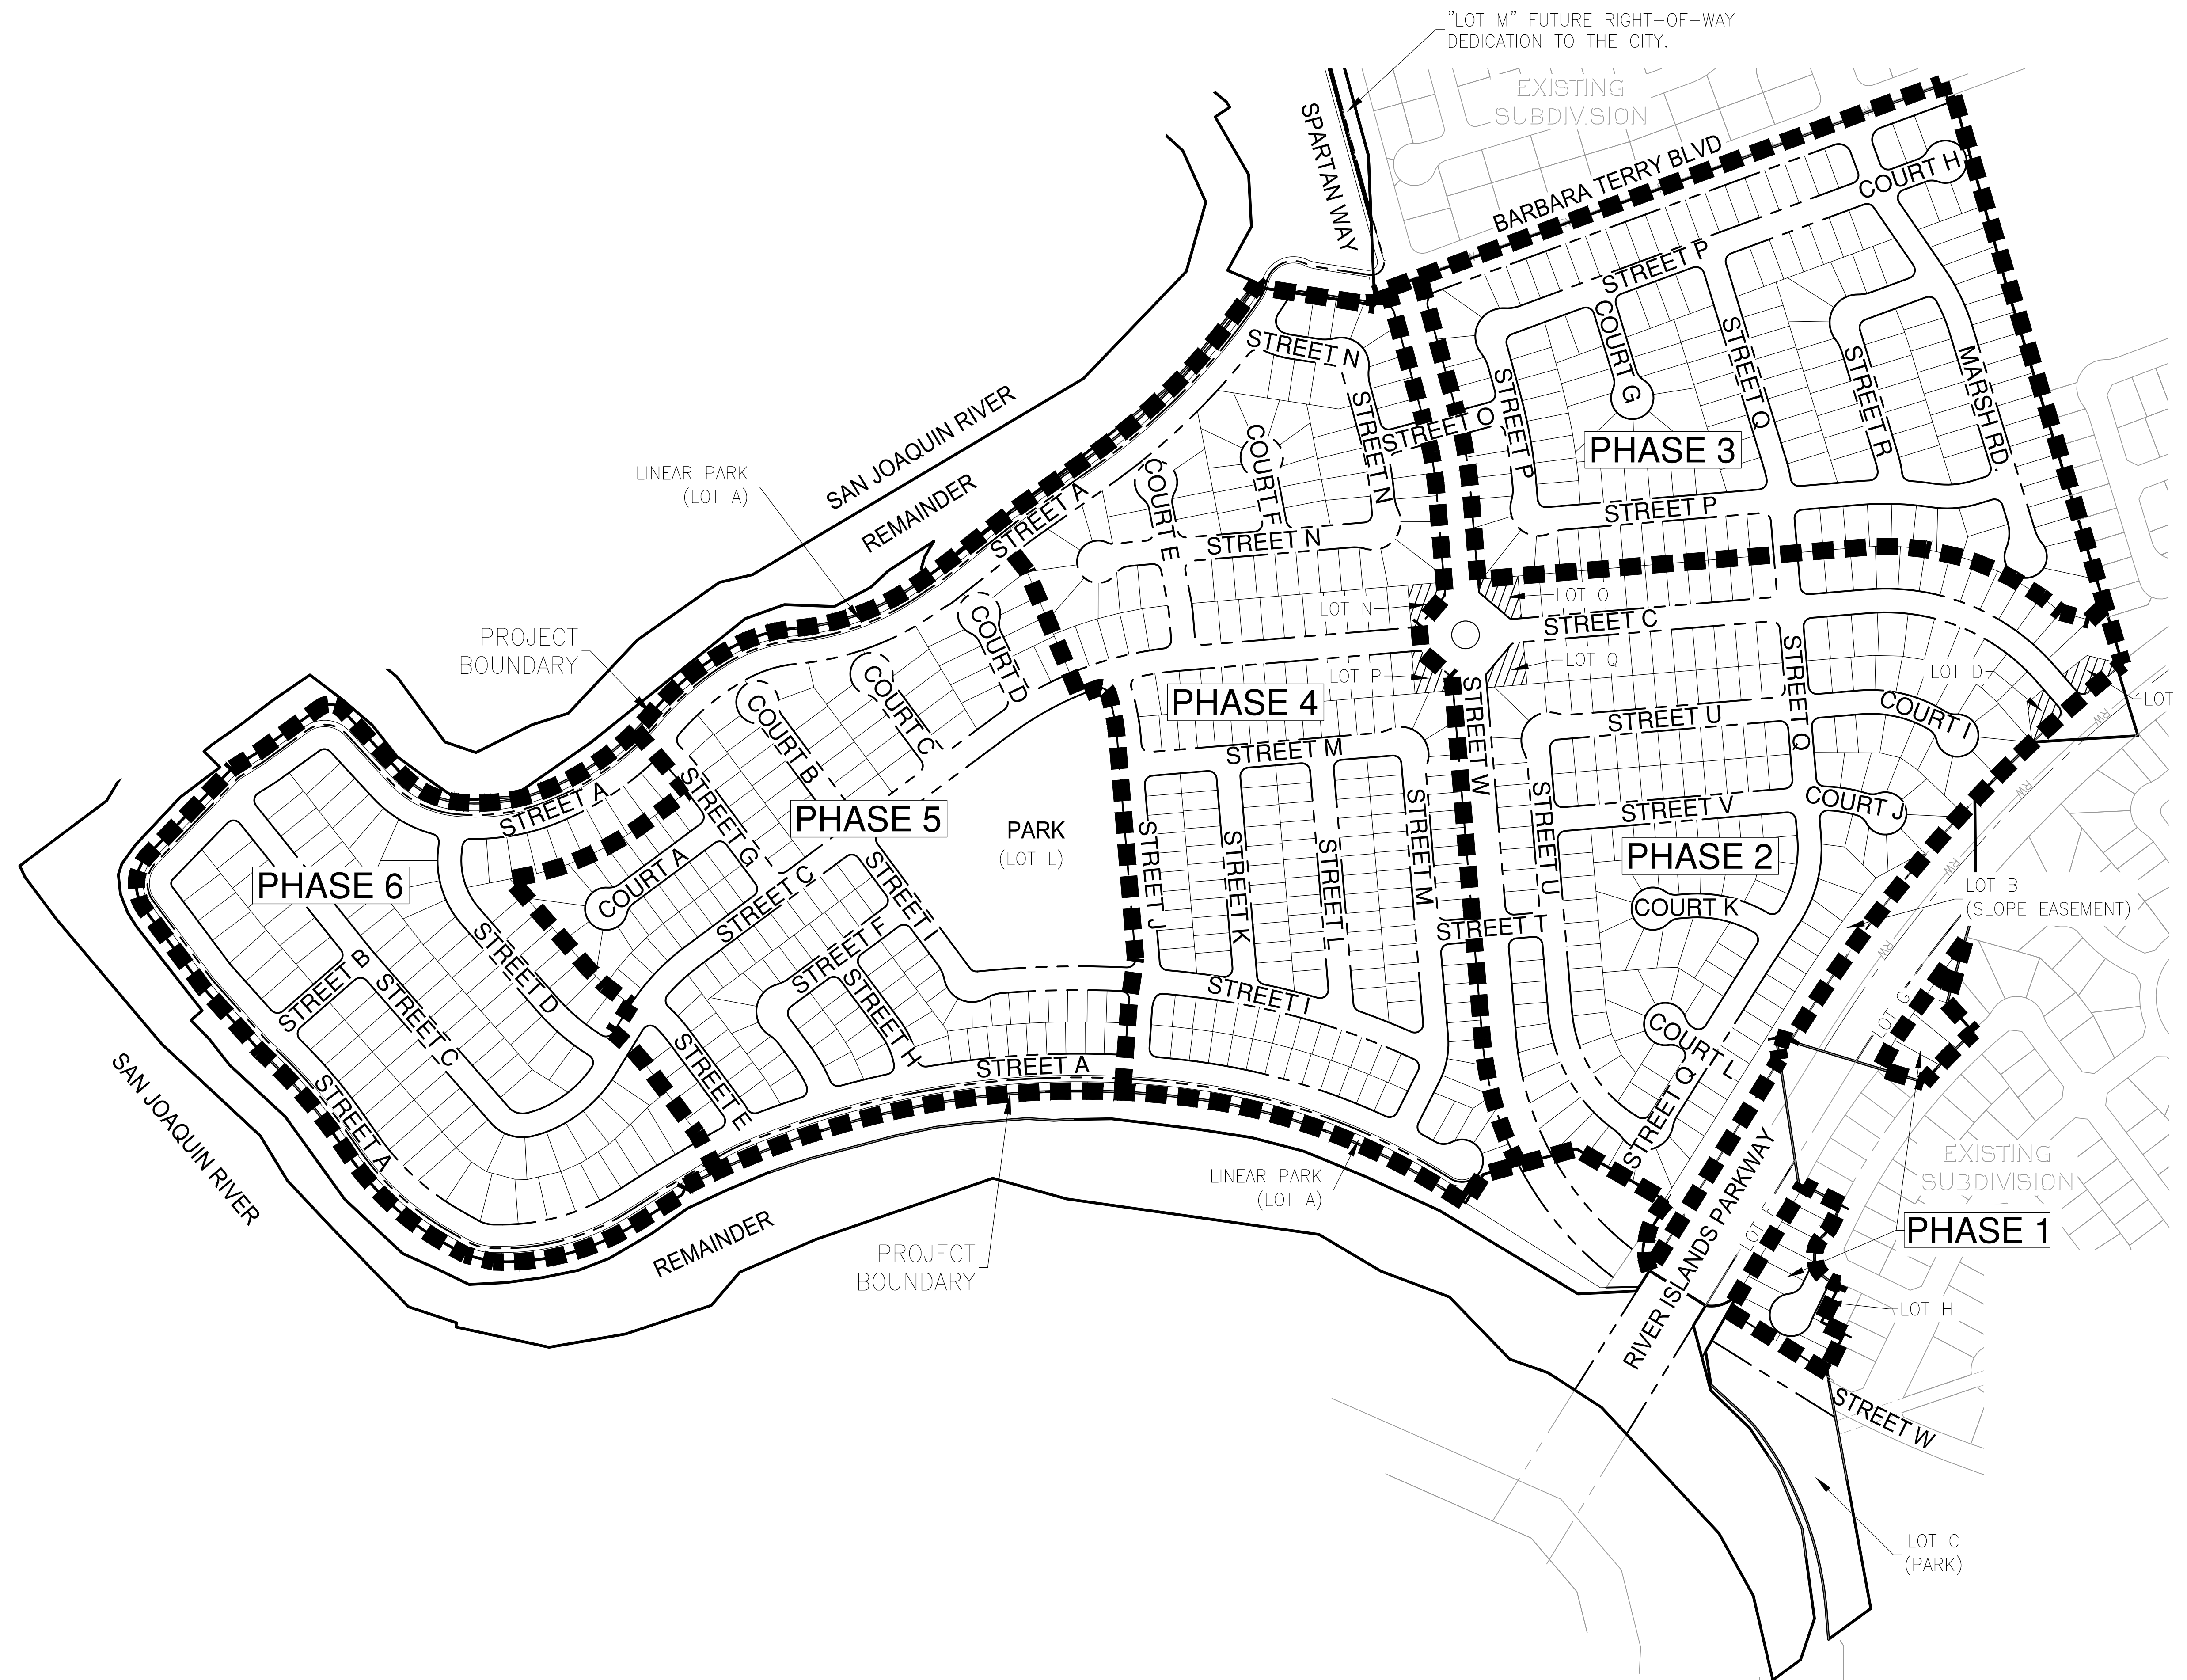 "LOT M" FUTURE RIGHT-OF-WAY
DEDICATION TO THE CITY.
EXISTING
SUBDIVISION
SPARTAN WAY
BARBARA TERRY BLVD
COURT H
STREET P
COURT G
STREET Q
STREET R
MARSH RD.
STREET P
STREET O
PHASE 3
STREET P
STREET N
STREET N
COURT F
COURT E
STREET N
SAN JOAQUIN RIVER
REMAINDER
LINEAR PARK
(LOT A)
STREET A
PROJECT
BOUNDARY
COURT D
COURT C
COURT B
LOT N
LOT O
STREET C
LOT P
LOT Q
LOT D
LOT
PHASE 4
STREET M
STREET W
STREET U
STREET Q
COURT I
RW
RW
RW
RW
STREET V
COURT J
STREET U
PHASE 2
COURT K
COURT L
STREET Q
STREET T
STREET J
STREET K
STREET L
STREET M
STREET I
PARK
(LOT L)
PHASE 5
STREET G
STREET A
COURT A
STREET C
STREET F
STREET I
STREET H
STREET E
STREET A
PHASE 6
STREET B
STREET C
STREET D
STREET A
SAN JOAQUIN RIVER
REMAINDER
PROJECT
BOUNDARY
LINEAR PARK
(LOT A)
LOT B
(SLOPE EASEMENT)
LOT G
EXISTING
SUBDIVISION
PHASE 1
LOT F
LOT H
RIVER ISLANDS PARKWAY
STREET W
LOT C
(PARK)